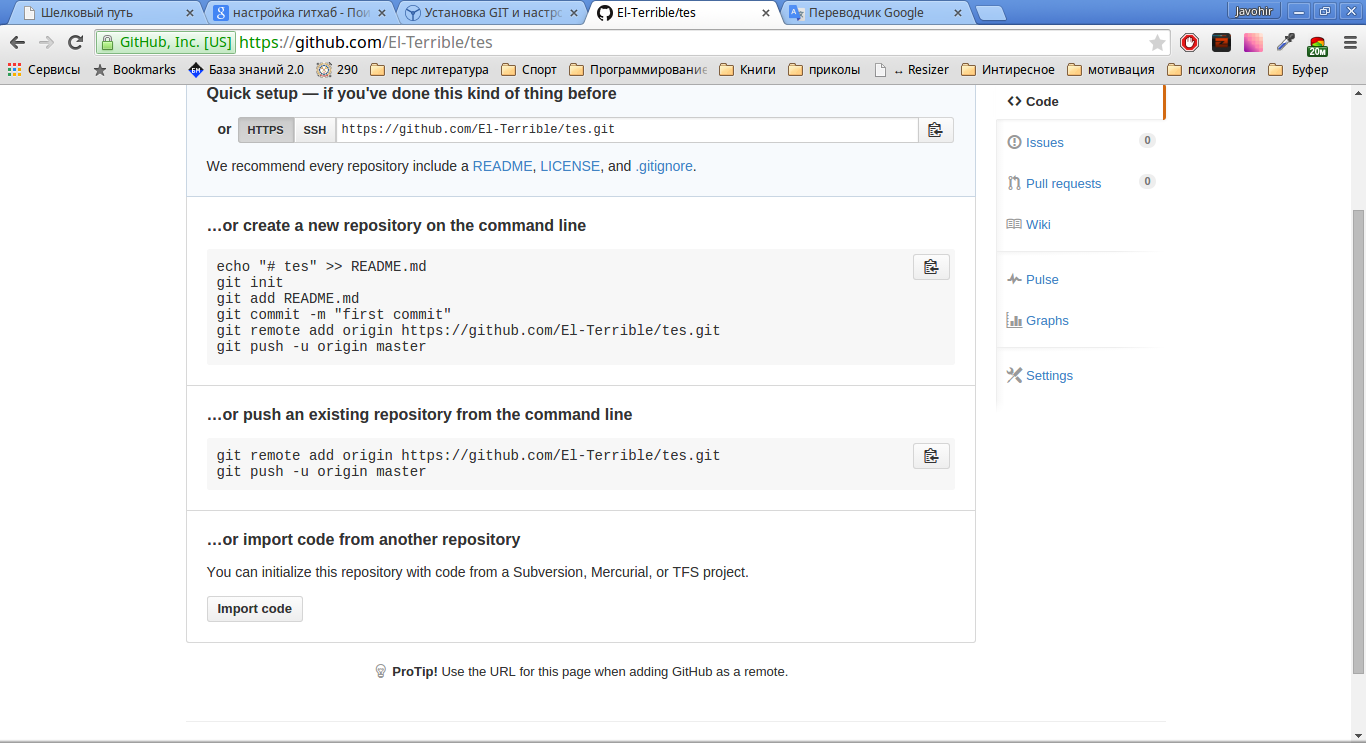 Шелковый путь
настройка гитхаб - Пои
Установка GIT и настро
El-Terrible/tes
Переводчик Google
Javohir
GitHub, Inc. [US]
https://github.com/El-Terrible/tes
20м
Сервисы
Bookmarks
База знаний 2.0
290
перс литература
Спорт
Программирование
Книги
приколы
↔ Resizer
Интиресное
мотивация
психология
Буфер
Quick setup — if you've done this kind of thing before
or HTTPS SSH https://github.com/El-Terrible/tes.git
We recommend every repository include a README, LICENSE, and .gitignore.
…or create a new repository on the command line
echo "# tes" >> README.md
git init
git add README.md
git commit -m "first commit"
git remote add origin https://github.com/El-Terrible/tes.git
git push -u origin master
…or push an existing repository from the command line
git remote add origin https://github.com/El-Terrible/tes.git
git push -u origin master
…or import code from another repository
You can initialize this repository with code from a Subversion, Mercurial, or TFS project.
Import code
ProTip! Use the URL for this page when adding GitHub as a remote.
Code
Issues 0
Pull requests 0
Wiki
Pulse
Graphs
Settings